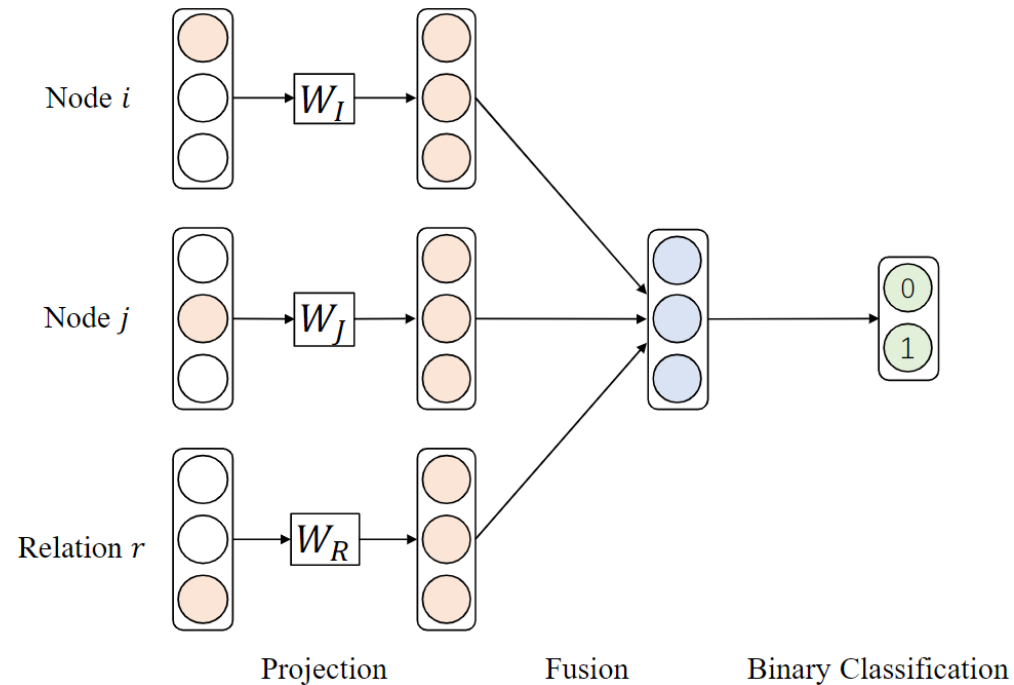 Node i
W_I
Node j
W_J
0
1
Relation r
W_R
Projection
Fusion
Binary Classification